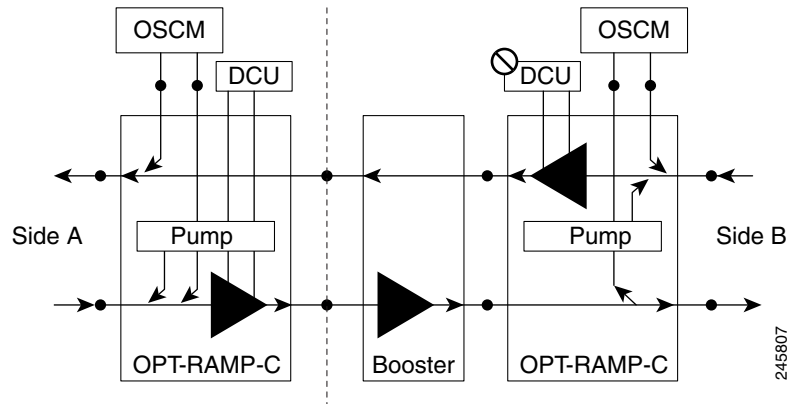 OSCM
OSCM
DCU
DCU
Side A
Pump
Pump
Side B
OPT-RAMP-C
Booster
OPT-RAMP-C
245807